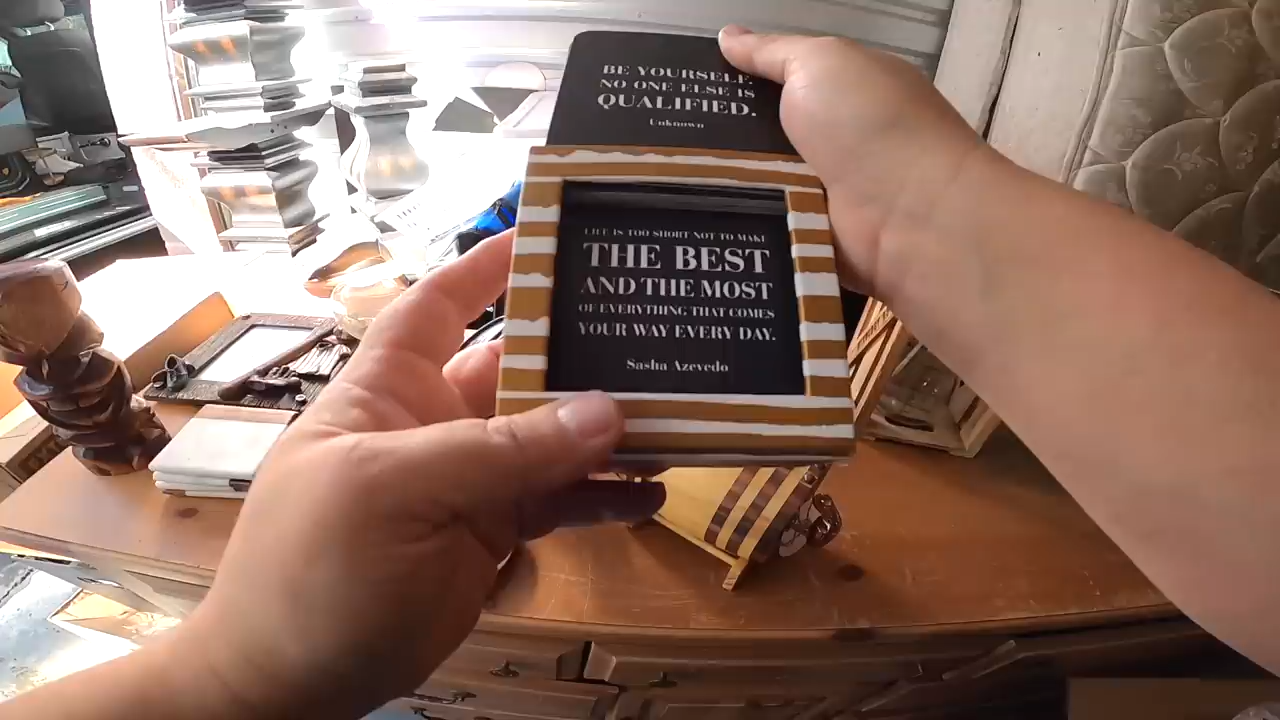 BE YOURSELF.
NO ONE ELSE IS
QUALIFIED.
Unknown
LIFE IS TOO SHORT NOT TO MAKE
THE BEST
AND THE MOST
OF EVERYTHING THAT COMES
YOUR WAY EVERY DAY.
Sasha Azevedo